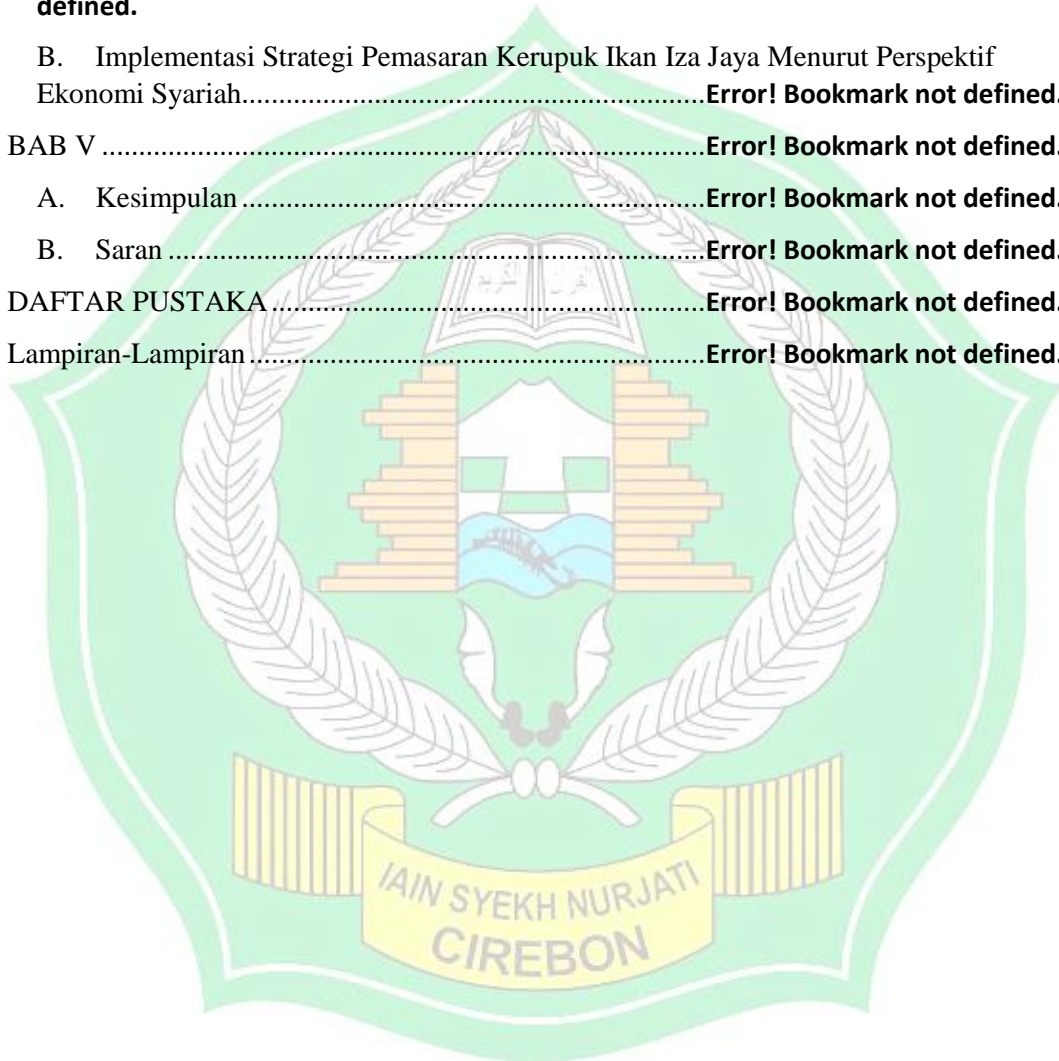 defined.
B. Implementasi Strategi Pemasaran Kerupuk Ikan Iza Jaya Menurut Perspektif
Ekonomi Syariah..............................................................Error! Bookmark not defined.
BAB V ................................................................................Error! Bookmark not defined.
A. Kesimpulan ..............................................................Error! Bookmark not defined.
B. Saran ........................................................................Error! Bookmark not defined.
DAFTAR PUSTAKA..........................................................Error! Bookmark not defined.
Lampiran-Lampiran.............................................................Error! Bookmark not defined.
القرآن الكريم
IAIN SYEKH NURJATI
CIREBON